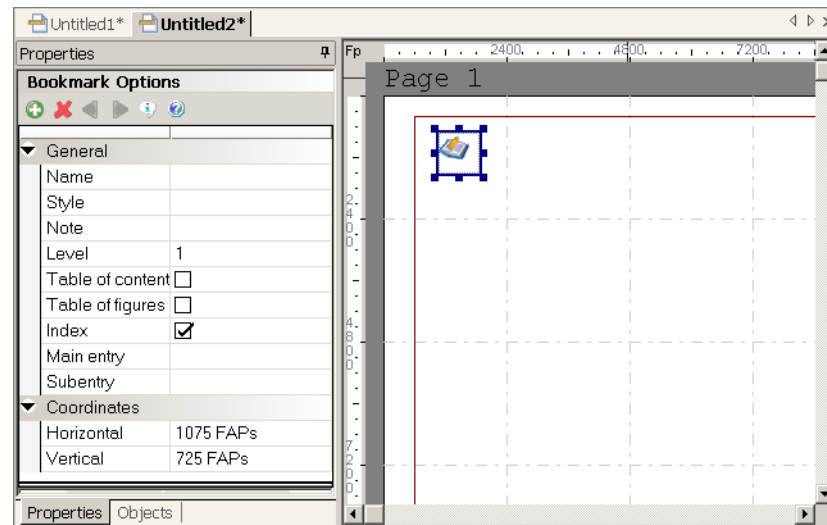 Untitled1* Untitled2*
Properties
Bookmark Options
General
Name
Style
Note
Level 1
Table of content
Table of figures
Index
Main entry
Subentry
Coordinates
Horizontal 1075 FAPs
Vertical 725 FAPs
Properties Objects
Fp 2400 4800 7200
Page 1
2400
4800
7200